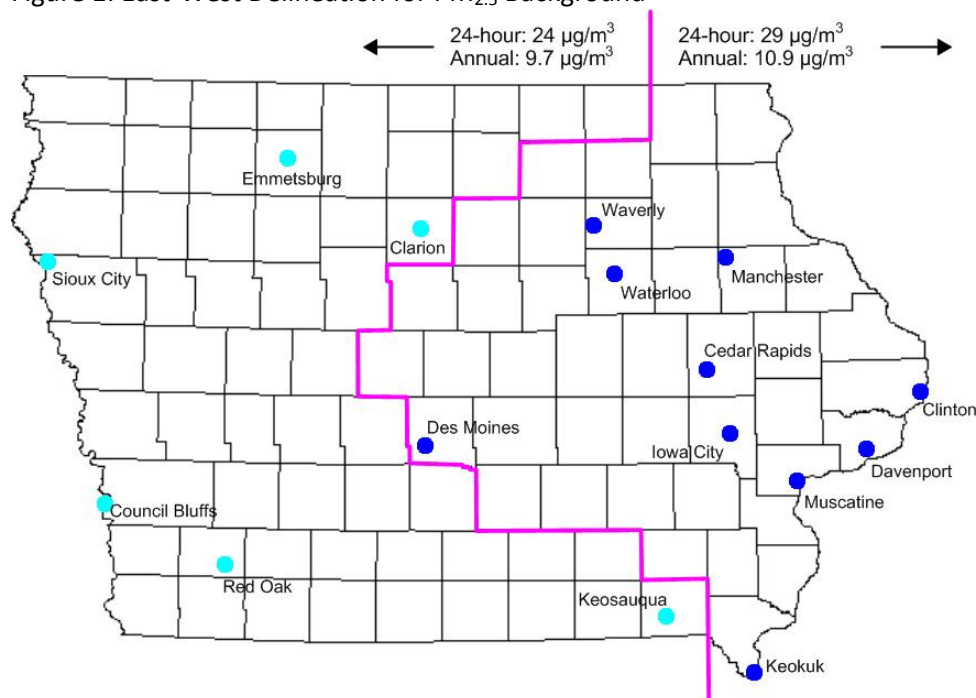 Figure 1: East-West Delineation for PM2.5 Background
24-hour: 24 µg/m³
Annual: 9.7 µg/m³
24-hour: 29 µg/m³
Annual: 10.9 µg/m³
Emmetsburg
Waverly
Clarion
Sioux City
Waterloo
Manchester
Cedar Rapids
Clinton
Des Moines
Iowa City
Davenport
Muscatine
Council Bluffs
Red Oak
Keosauqua
Keokuk